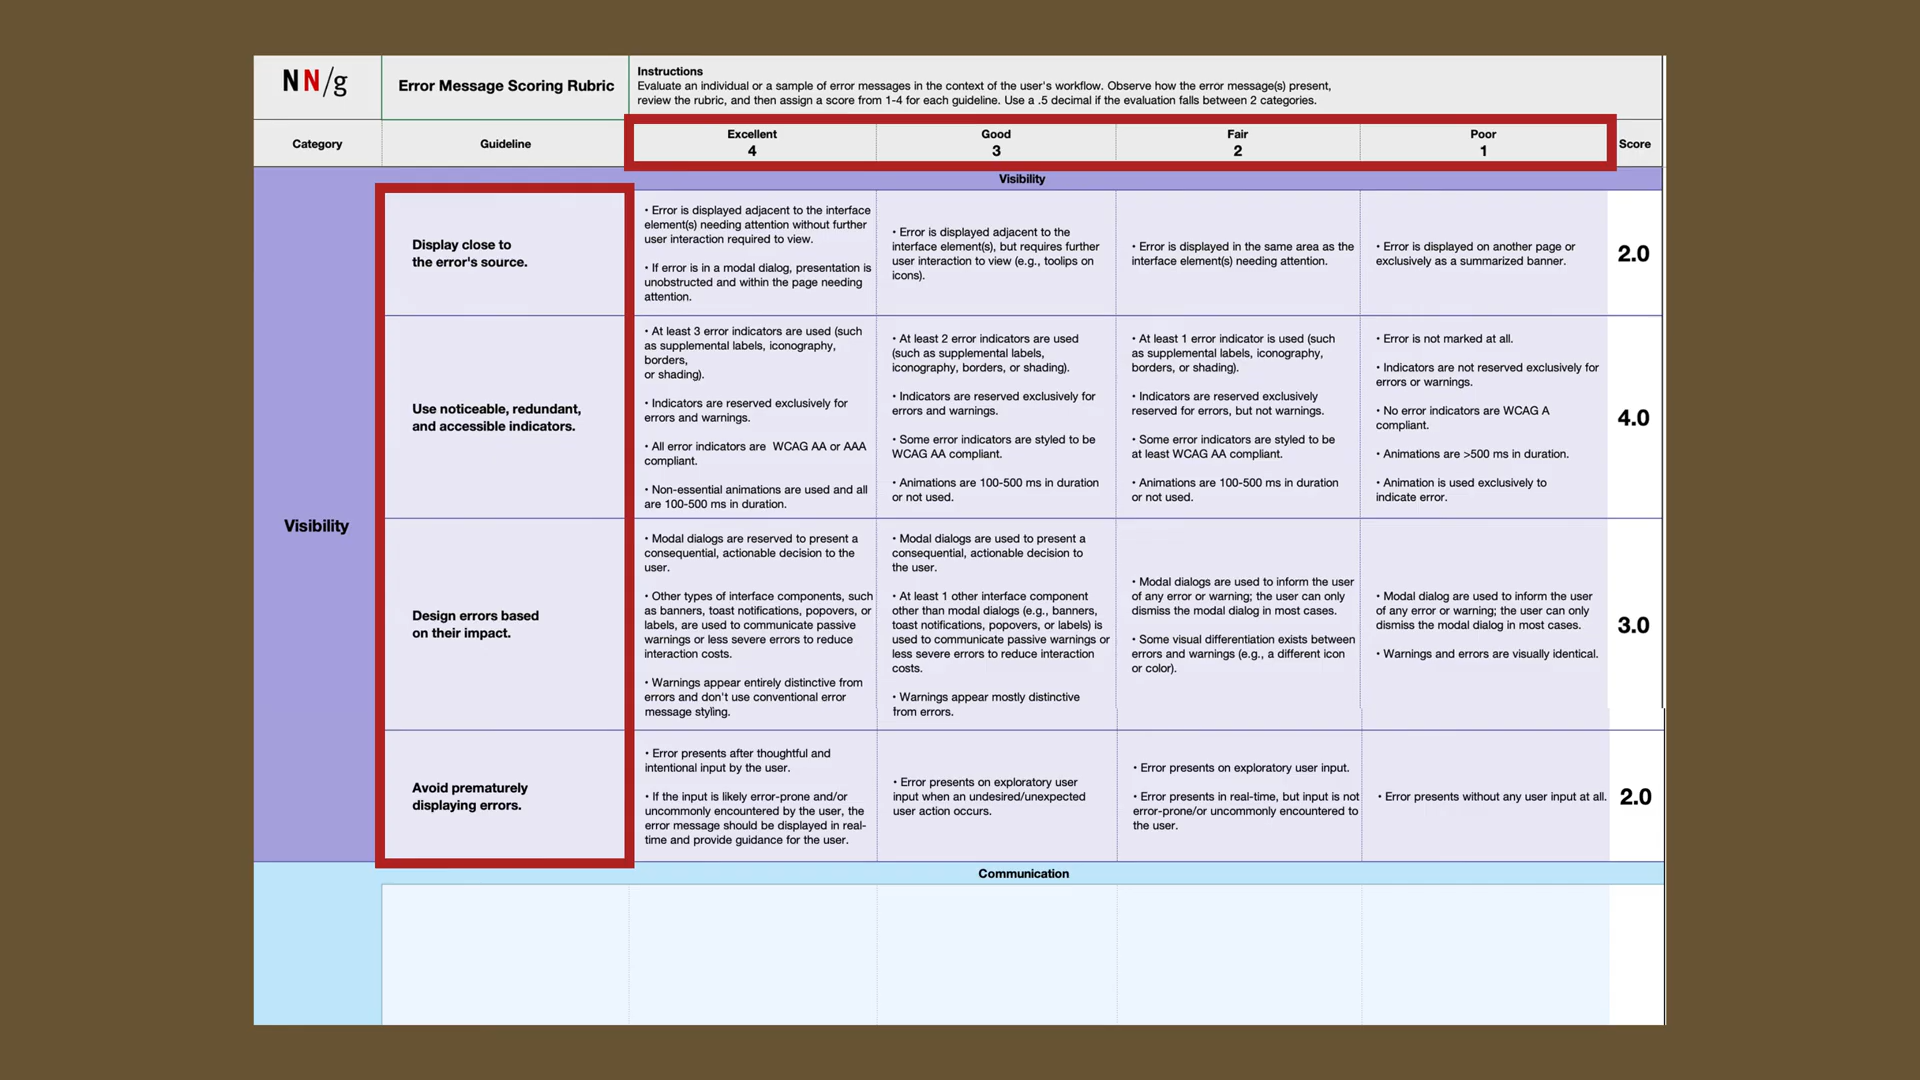 NN/g
Error Message Scoring Rubric
Instructions
Evaluate an individual or a sample of error messages in the context of the user's workflow. Observe how the error message(s) present,
review the rubric, and then assign a score from 1-4 for each guideline. Use a .5 decimal if the evaluation falls between 2 categories.
Category
Guideline
Excellent
4
Good
3
Fair
2
Poor
1
Score
Visibility
Visibility
Display close to
the error's source.
• Error is displayed adjacent to the interface
element(s) needing attention without further
user interaction required to view.
• If error is in a modal dialog, presentation is
unobstructed and within the page needing
attention.
• Error is displayed adjacent to the
interface element(s), but requires further
user interaction to view (e.g., toolips on
icons).
• Error is displayed in the same area as the
interface element(s) needing attention.
• Error is displayed on another page or
exclusively as a summarized banner.
2.0
Use noticeable, redundant,
and accessible indicators.
• At least 3 error indicators are used (such
as supplemental labels, iconography,
borders,
or shading).
• Indicators are reserved exclusively for
errors and warnings.
• All error indicators are WCAG AA or AAA
compliant.
• Non-essential animations are used and all
are 100-500 ms in duration.
• At least 2 error indicators are used
(such as supplemental labels,
iconography, borders, or shading).
• Indicators are reserved exclusively for
errors and warnings.
• Some error indicators are styled to be
WCAG AA compliant.
• Animations are 100-500 ms in duration
or not used.
• At least 1 error indicator is used (such
as supplemental labels, iconography,
borders, or shading).
• Indicators are reserved exclusively
reserved for errors, but not warnings.
• Some error indicators are styled to be
at least WCAG AA compliant.
• Animations are 100-500 ms in duration
or not used.
• Error is not marked at all.
• Indicators are not reserved exclusively for
errors or warnings.
• No error indicators are WCAG A
compliant.
• Animations are >500 ms in duration.
• Animation is used exclusively to
indicate error.
4.0
Design errors based
on their impact.
• Modal dialogs are reserved to present a
consequential, actionable decision to the
user.
• Other types of interface components, such
as banners, toast notifications, popovers, or
labels, are used to communicate passive
warnings or less severe errors to reduce
interaction costs.
• Warnings appear entirely distinctive from
errors and don't use conventional error
message styling.
• Modal dialogs are used to present a
consequential, actionable decision to
the user.
• At least 1 other interface component
other than modal dialogs (e.g., banners,
toast notifications, popovers, or labels) is
used to communicate passive warnings or
less severe errors to reduce interaction
costs.
• Warnings appear mostly distinctive
from errors.
• Modal dialogs are used to inform the user
of any error or warning; the user can only
dismiss the modal dialog in most cases.
• Some visual differentiation exists between
errors and warnings (e.g., a different icon
or color).
• Modal dialog are used to inform the user
of any error or warning; the user can only
dismiss the modal dialog in most cases.
• Warnings and errors are visually identical.
3.0
Avoid prematurely
displaying errors.
• Error presents after thoughtful and
intentional input by the user.
• If the input is likely error-prone and/or
uncommonly encountered by the user, the
error message should be displayed in real-
time and provide guidance for the user.
• Error presents on exploratory user
input when an undesired/unexpected
user action occurs.
• Error presents on exploratory user input.
• Error presents in real-time, but input is not
error-prone/or uncommonly encountered to
the user.
• Error presents without any user input at all.
2.0
Communication